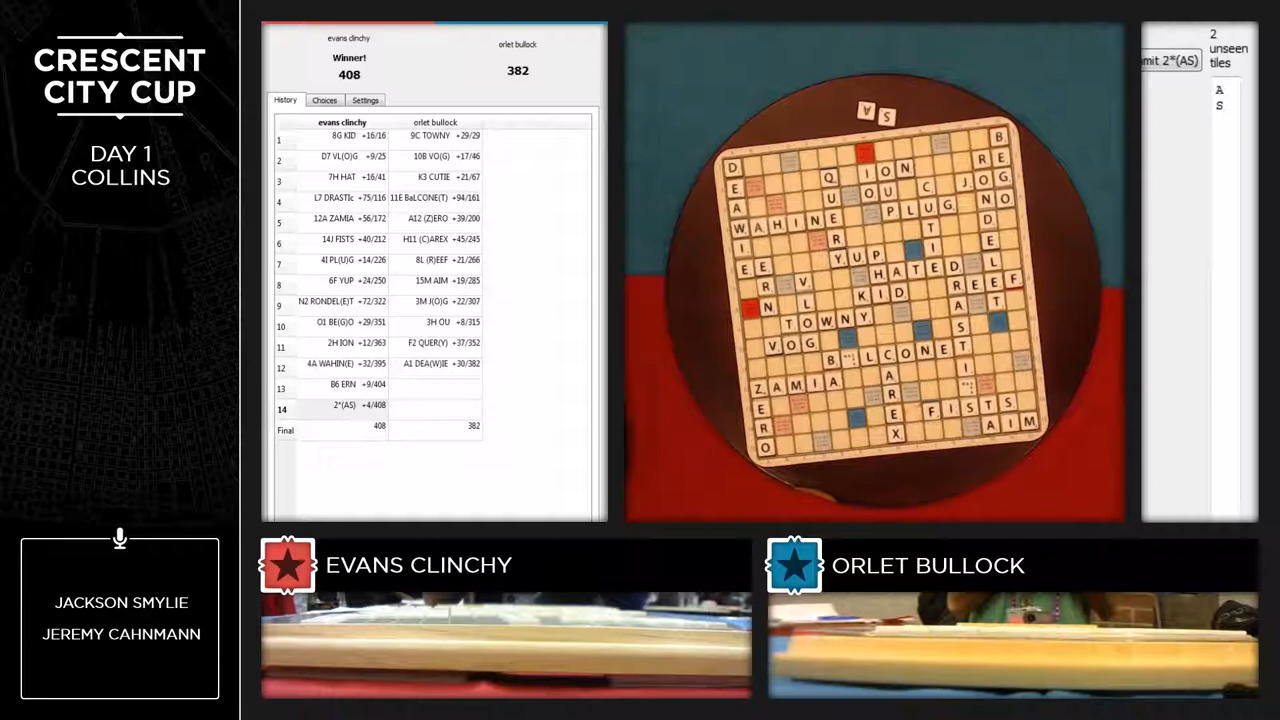 CRESCENT
CITY CUP
DAY 1
COLLINS
JACKSON SMYLIE
JEREMY CAHNMANN
evans clinchy
Winner!
408
orlet bullock
382
History Choices Settings
evans clinchy orlet bullock
1 8G KID +16/16 9C TOWNY +29/29
2 D7 VL(O)G +9/25 10B VO(G) +17/46
3 7H HAT +16/41 K3 CUTIE +21/67
4 L7 DRASTIc +75/116 11E BaLCONE(T) +94/161
5 12A ZAMIA +56/172 A12 (Z)ERO +39/200
6 14J FISTS +40/212 H11 (C)AREX +45/245
7 4I PL(U)G +14/226 8L (R)EEF +21/266
8 6F YUP +24/250 15M AIM +19/285
9 N2 RONDEL(E)T +72/322 3M J(O)G +22/307
10 O1 BE(G)O +29/351 3H OU +8/315
11 2H ION +12/363 F2 QUER(Y) +37/352
12 4A WAHIN(E) +32/395 A1 DEA(W)IE +30/382
13 B6 ERN +9/404
14 2*(AS) +4/408
Final 408 382
A S
B
D I O N R E
E Q O U C J O G
A U P L U G N O
W A H I N E T D
I R I E
E E Y U P H A T E D L
R V K I D R E E F
N L A T
T O W N Y S
V O G B L C O N E T
A I
Z A M I A R
E E F I S T S
R X A I M
O
mit 2*(AS)
2
unseen
tiles
A
S
EVANS CLINCHY
ORLET BULLOCK